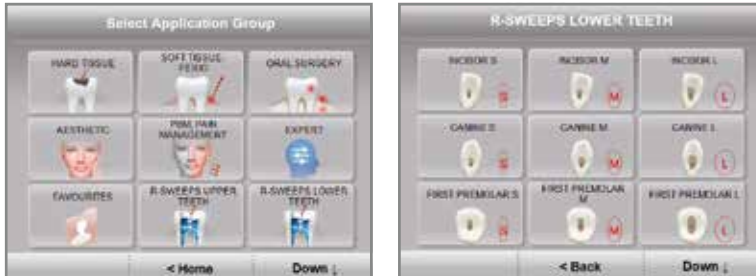 Select Application Group
HARD TISSUE
SOFT TISSUE
PERIO
ORAL SURGERY
AESTHETIC
PBM, PAIN
MANAGEMENT
EXPERT
FAVOURITES
R-SWEEPS UPPER
TEETH
R-SWEEPS LOWER
TEETH
< Home
Down ↓
R-SWEEPS LOWER TEETH
INCISOR S
S
INCISOR M
M
INCISOR L
L
CANINE S
S
CANINE M
M
CANINE L
L
FIRST PREMOLAR S
S
FIRST PREMOLAR
M
M
FIRST PREMOLAR L
L
< Back
Down ↓